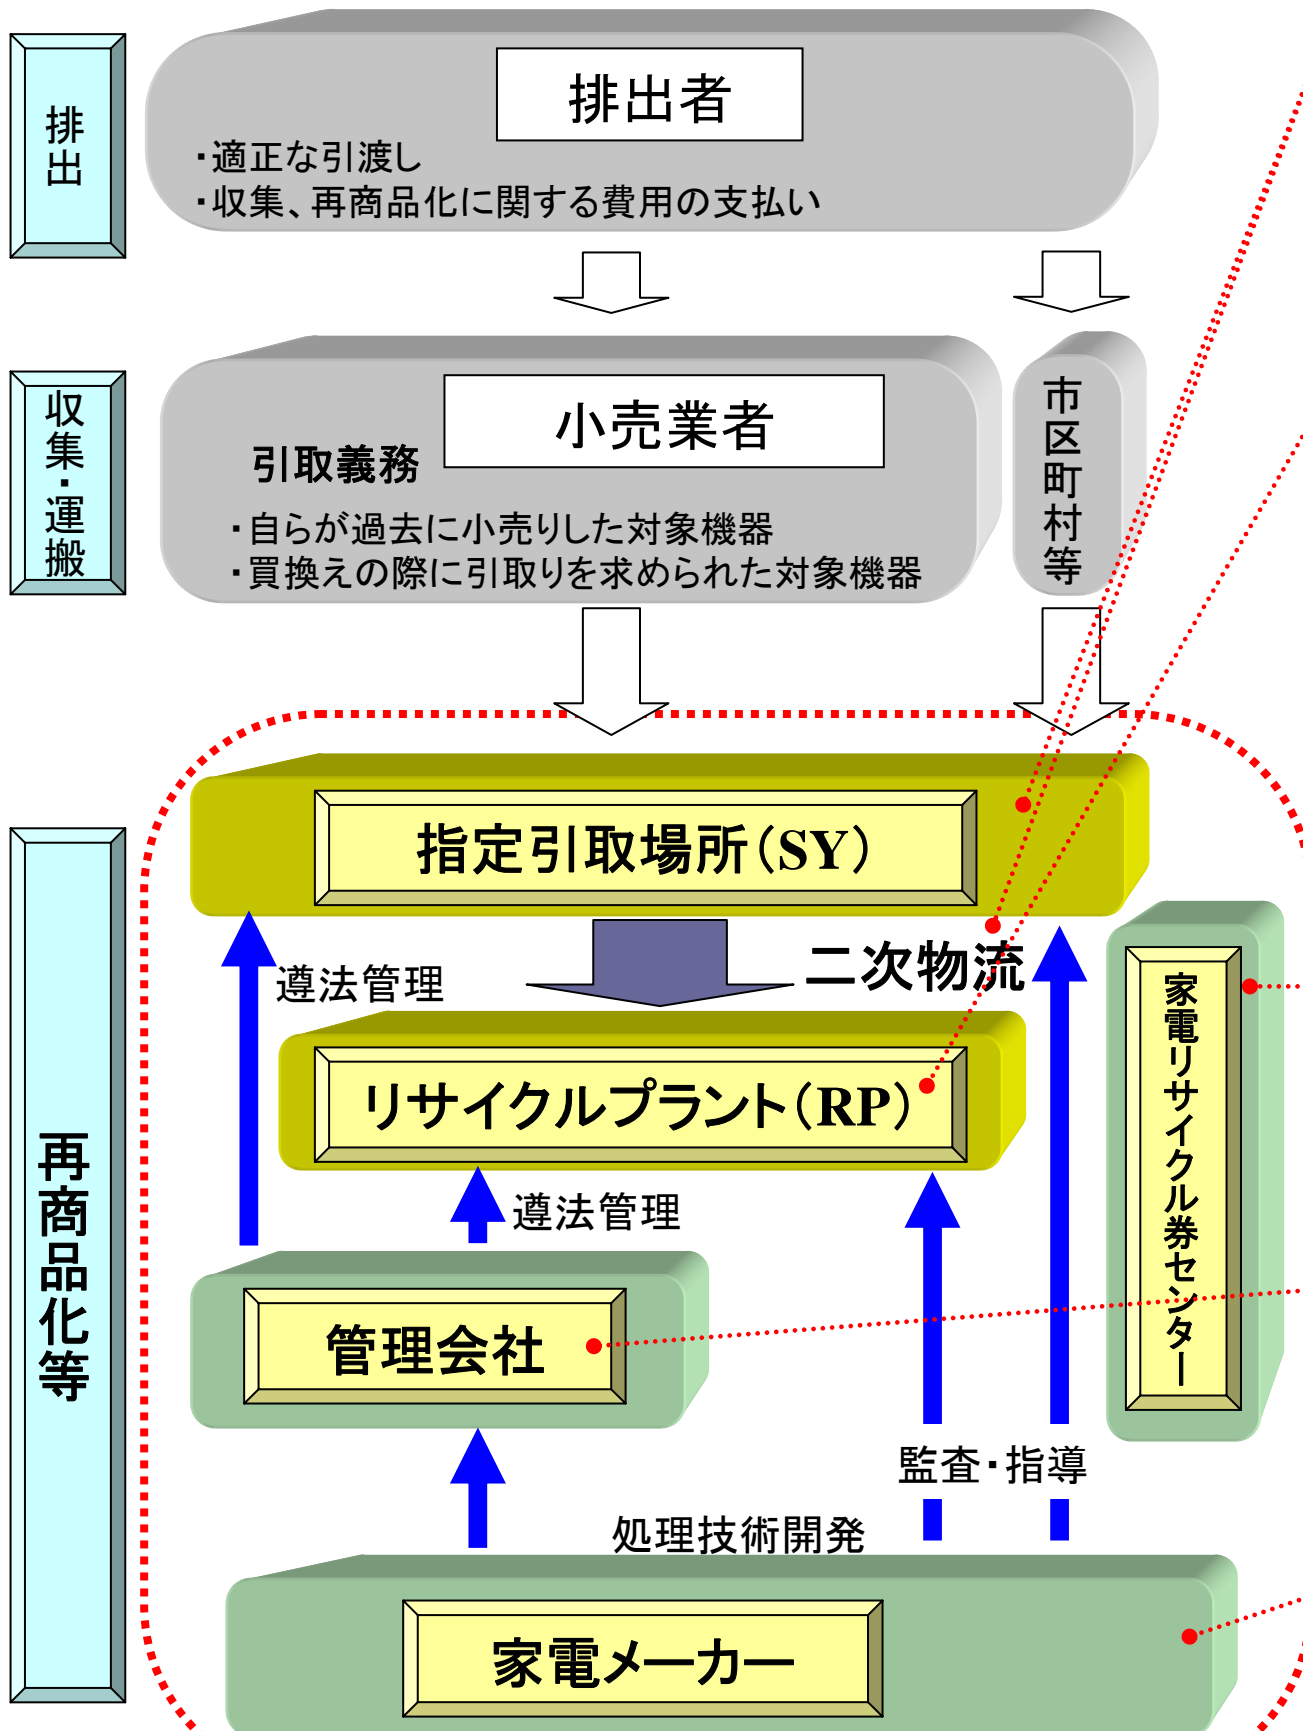 排出
排出者
・適正な引渡し
・収集、再商品化に関する費用の支払い
収集・運搬
小売業者
引取義務
・自らが過去に小売りした対象機器
・買換えの際に引取りを求められた対象機器
市区町村等
再商品化等
指定引取場所(SY)
遵法管理
二次物流
家電リサイクル券センター
リサイクルプラント(RP)
遵法管理
管理会社
監査・指導
処理技術開発
家電メーカー